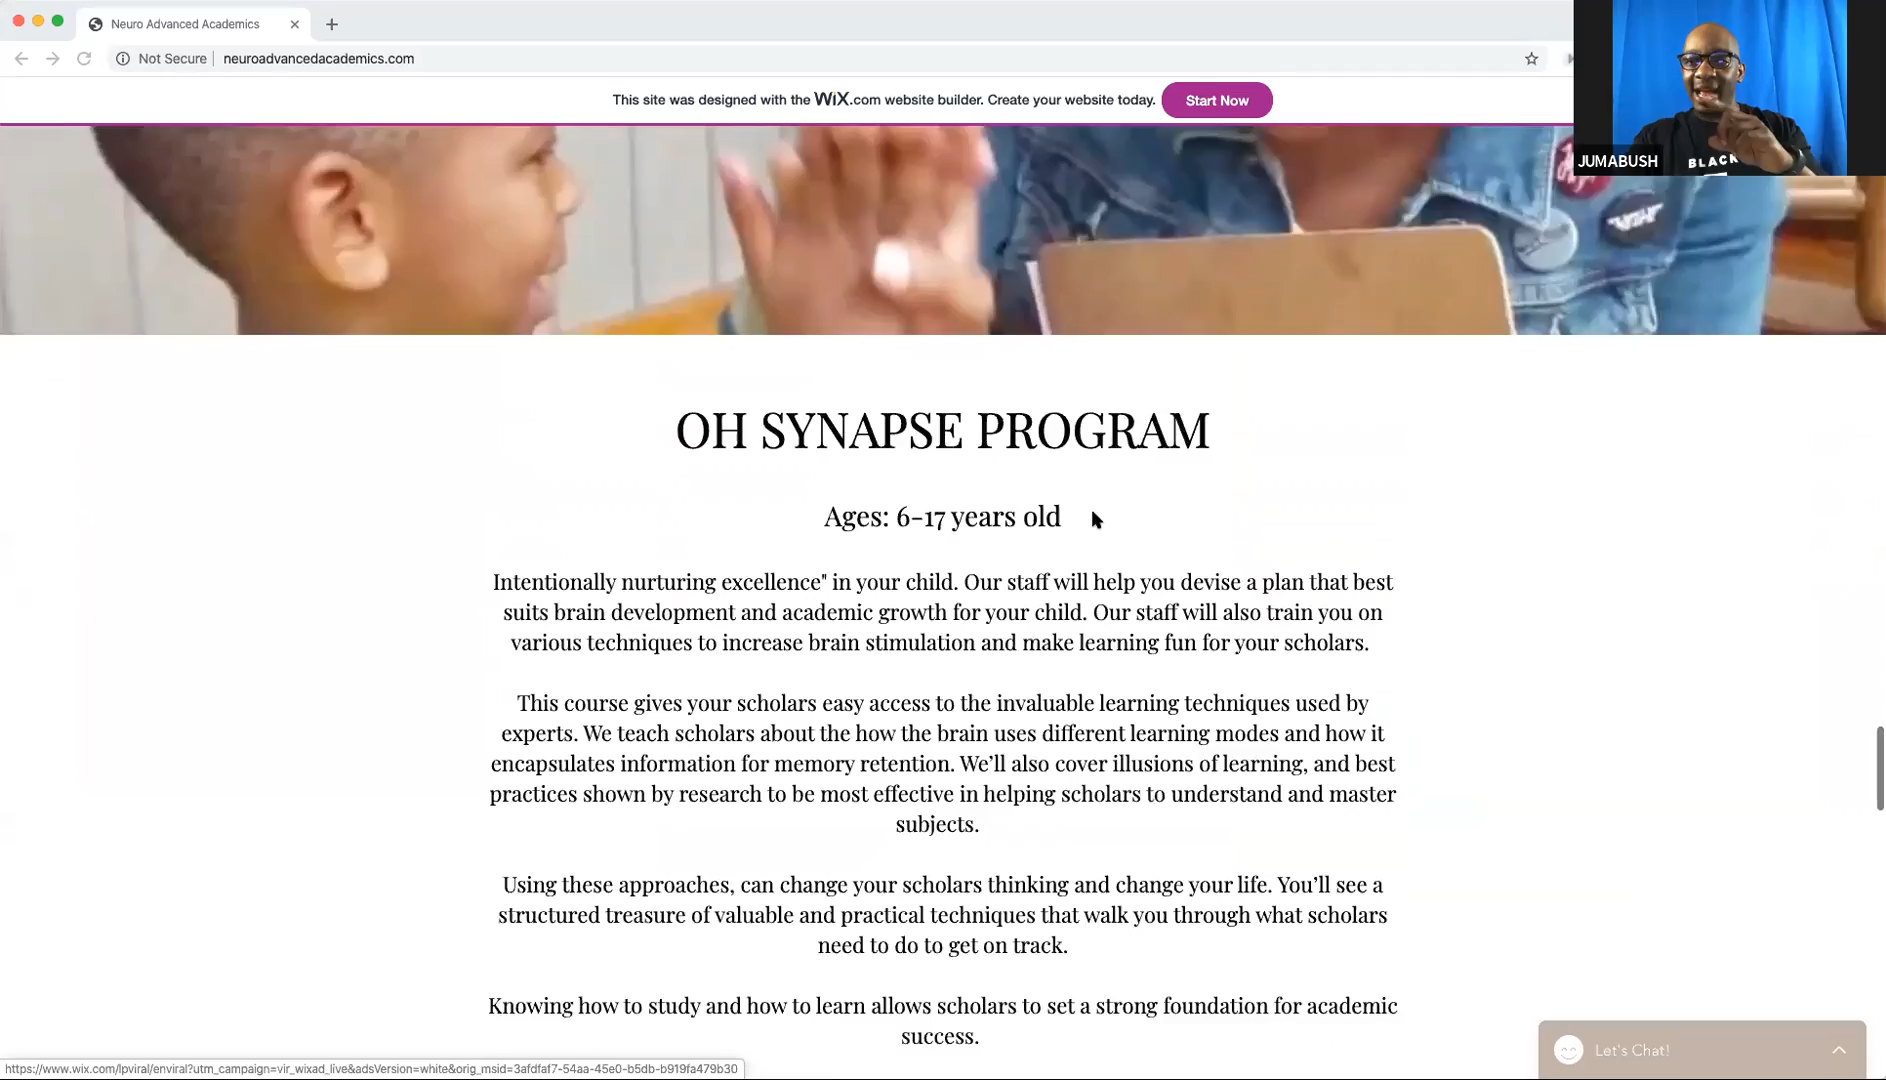 Neuro Advanced Academics
Not Secure
neuroadvancedacademics.com
This site was designed with the WiX.com website builder. Create your website today.
Start Now
BLACK
JUMABUSH
OH SYNAPSE PROGRAM
Ages: 6-17 years old
Intentionally nurturing excellence" in your child. Our staff will help you devise a plan that best
suits brain development and academic growth for your child. Our staff will also train you on
various techniques to increase brain stimulation and make learning fun for your scholars.
This course gives your scholars easy access to the invaluable learning techniques used by
experts. We teach scholars about the how the brain uses different learning modes and how it
encapsulates information for memory retention. We’ll also cover illusions of learning, and best
practices shown by research to be most effective in helping scholars to understand and master
subjects.
Using these approaches, can change your scholars thinking and change your life. You’ll see a
structured treasure of valuable and practical techniques that walk you through what scholars
need to do to get on track.
Knowing how to study and how to learn allows scholars to set a strong foundation for academic
success.
Let's Chat!
https://www.wix.com/lpviral/enviral?utm_campaign=vir_wixad_live&adsVersion=white&orig_msid=3afdfaf7-54aa-45e0-b5db-b919fa479b30